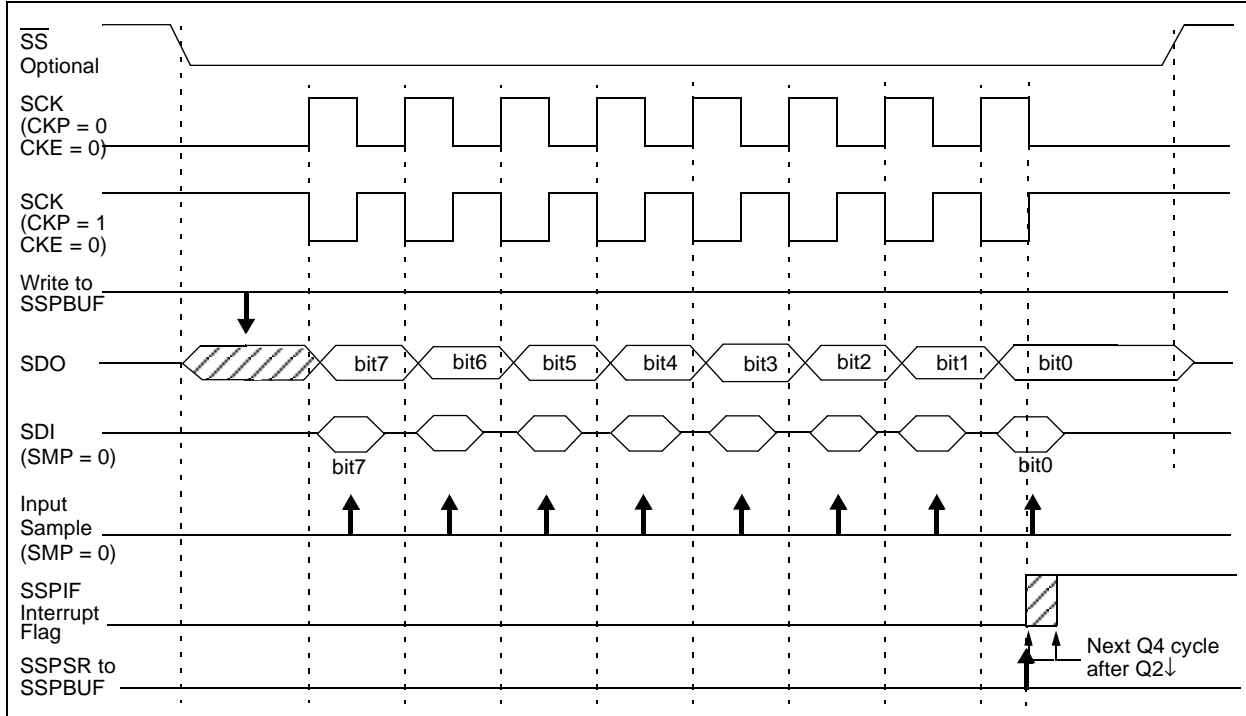 SS
Optional
SCK
(CKP = 0
CKE = 0)
SCK
(CKP = 1
CKE = 0)
Write to
SSPBUF
SDO
bit7
bit6
bit5
bit4
bit3
bit2
bit1
bit0
SDI
(SMP = 0)
bit7
bit0
Input
Sample
(SMP = 0)
SSPIF
Interrupt
Flag
Next Q4 cycle
after Q2↓
SSPSR to
SSPBUF